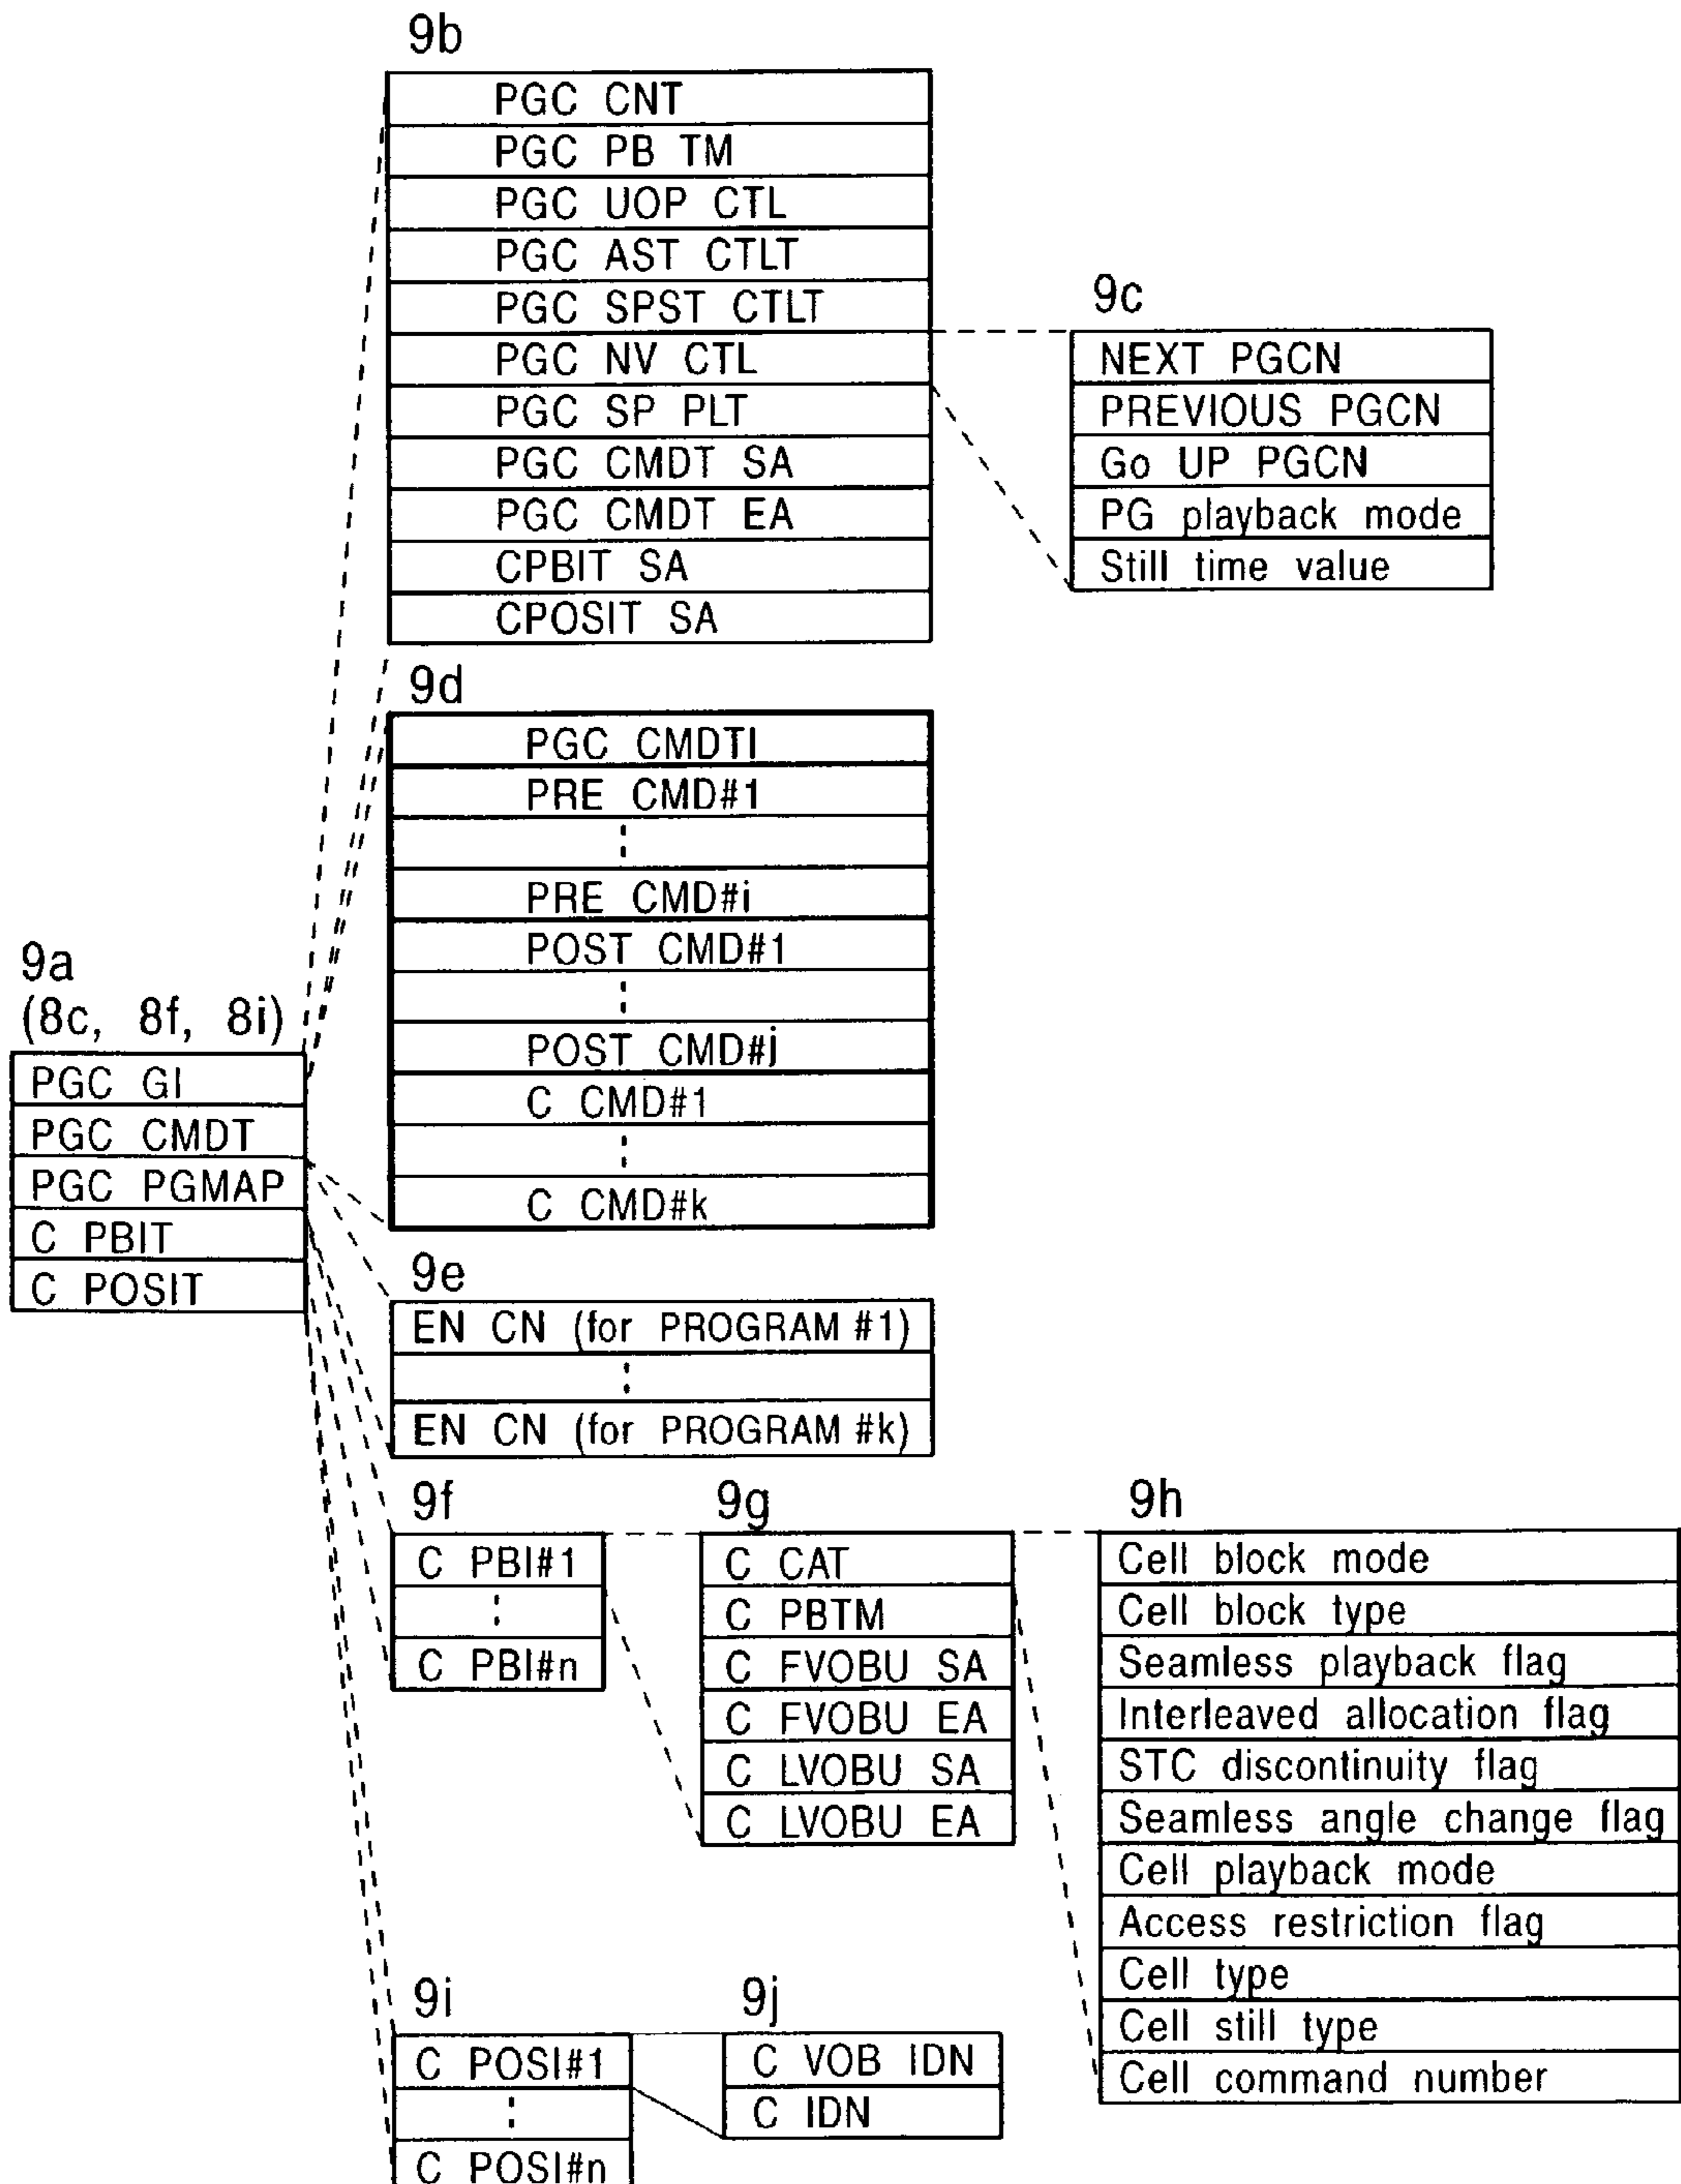 9b
PGC CNT
PGC PB TM
PGC UOP CTL
PGC AST CTLT
PGC SPST CTLT
PGC NV CTL
PGC SP PLT
PGC CMDT SA
PGC CMDT EA
CPBIT SA
CPOSIT SA
9c
NEXT PGCN
PREVIOUS PGCN
Go UP PGCN
PG playback mode
Still time value
9d
PGC CMDTI
PRE CMD#1
PRE CMD#i
POST CMD#1
POST CMD#j
C CMD#1
C CMD#k
9a
(8c, 8f, 8i)
PGC GI
PGC CMDT
PGC PGMAP
C PBIT
C POSIT
9e
EN CN (for PROGRAM #1)
EN CN (for PROGRAM #k)
9f
C PBI#1
C PBI#n
9g
C CAT
C PBTM
C FVOBU SA
C FVOBU EA
C LVOBU SA
C LVOBU EA
9h
Cell block mode
Cell block type
Seamless playback flag
Interleaved allocation flag
STC discontinuity flag
Seamless angle change flag
Cell playback mode
Access restriction flag
Cell type
Cell still type
Cell command number
9i
C POSI#1
C POSI#n
9j
C VOB IDN
C IDN